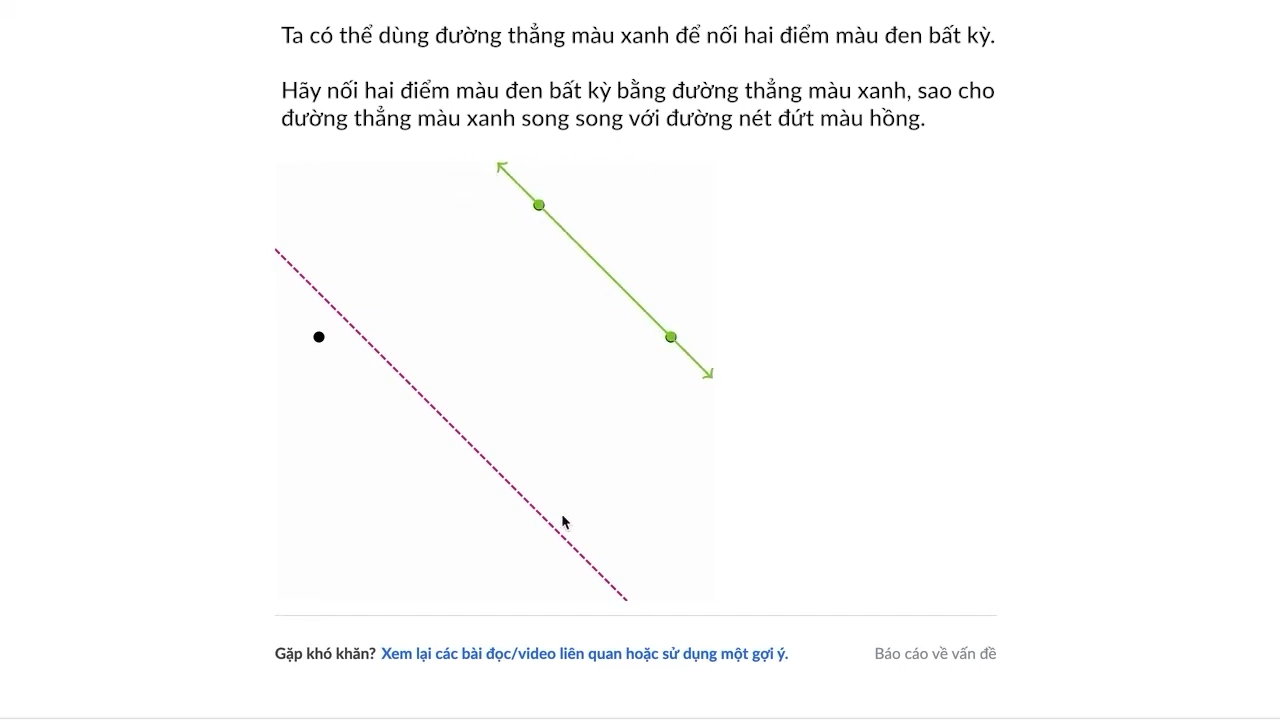 Ta có thể dùng đường thẳng màu xanh để nối hai điểm màu đen bất kỳ.
Hãy nối hai điểm màu đen bất kỳ bằng đường thẳng màu xanh, sao cho
đường thẳng màu xanh song song với đường nét đứt màu hồng.
Gặp khó khăn? Xem lại các bài đọc/video liên quan hoặc sử dụng một gợi ý. Báo cáo về vấn đề